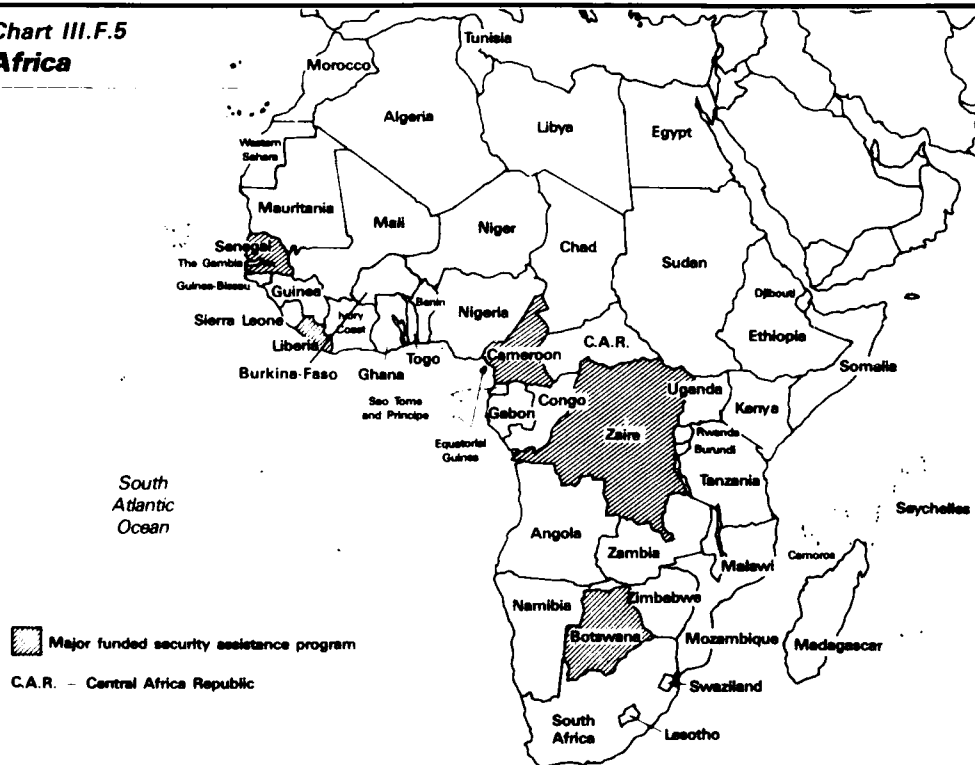 Chart III.F.5
Africa
Tunisia
Morocco
Algeria
Libya
Egypt
Western
Sahara
Mauritania
Mali
Niger
Chad
Sudan
Senegal
The Gambia
Guinea-Bissau
Guinea
Sierra Leone
Liberia
Ivory
Coast
Burkina-Faso
Ghana
Togo
Benin
Nigeria
Cameroon
C.A.R.
Djibouti
Ethiopia
Somalia
Sao Tome
and Principe
Equatorial
Guinea
Gabon
Congo
Zaire
Uganda
Kenya
Rwanda
Burundi
Tanzania
Seychelles
South
Atlantic
Ocean
Angola
Zambia
Malawi
Comoros
Namibia
Zimbabwe
Botswana
Mozambique
Madagascar
Major funded security assistance program
C.A.R. – Central Africa Republic
Swaziland
South
Africa
Lesotho